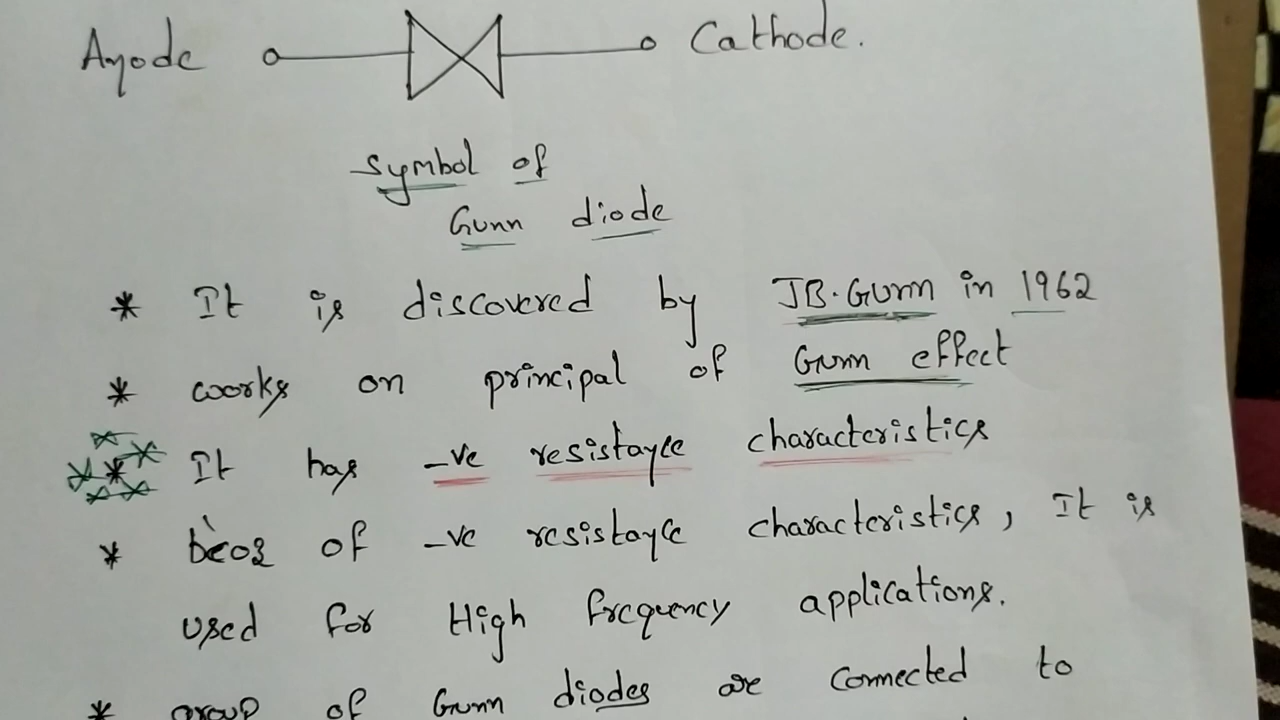 Anode Cathode.
Symbol of
Gunn diode
* It is discovered by JB.Gunn in 1962
* works on principal of Gunn effect
* It has -ve resistance characteristics
* bcoz of -ve resistance characteristics, It is
used for High frequency applications.
* group of Gunn diodes are connected to